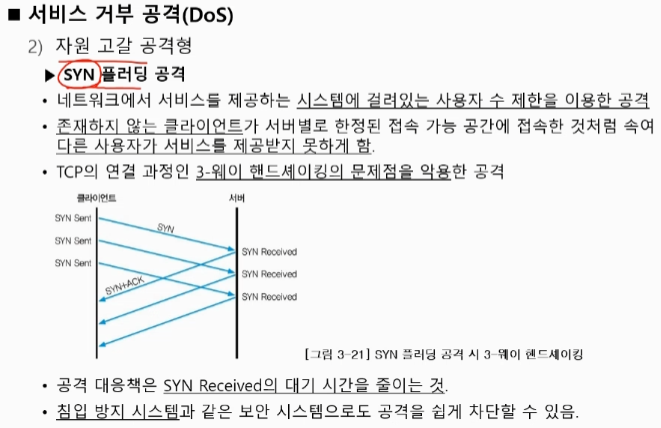 ■ 서비스 거부 공격(DoS)
2) 자원 고갈 공격형
▶ SYN 플러딩 공격
• 네트워크에서 서비스를 제공하는 시스템에 걸려있는 사용자 수 제한을 이용한 공격
• 존재하지 않는 클라이언트가 서버별로 한정된 접속 가능 공간에 접속한 것처럼 속여
다른 사용자가 서비스를 제공받지 못하게 함.
• TCP의 연결 과정인 3-웨이 핸드셰이킹의 문제점을 악용한 공격
클라이언트 서버
SYN Sent
SYN
SYN Sent
SYN Sent
SYN Received
SYN Received
SYN+ACK
SYN Received
[그림 3-21] SYN 플러딩 공격 시 3-웨이 핸드셰이킹
• 공격 대응책은 SYN Received의 대기 시간을 줄이는 것.
• 침입 방지 시스템과 같은 보안 시스템으로도 공격을 쉽게 차단할 수 있음.